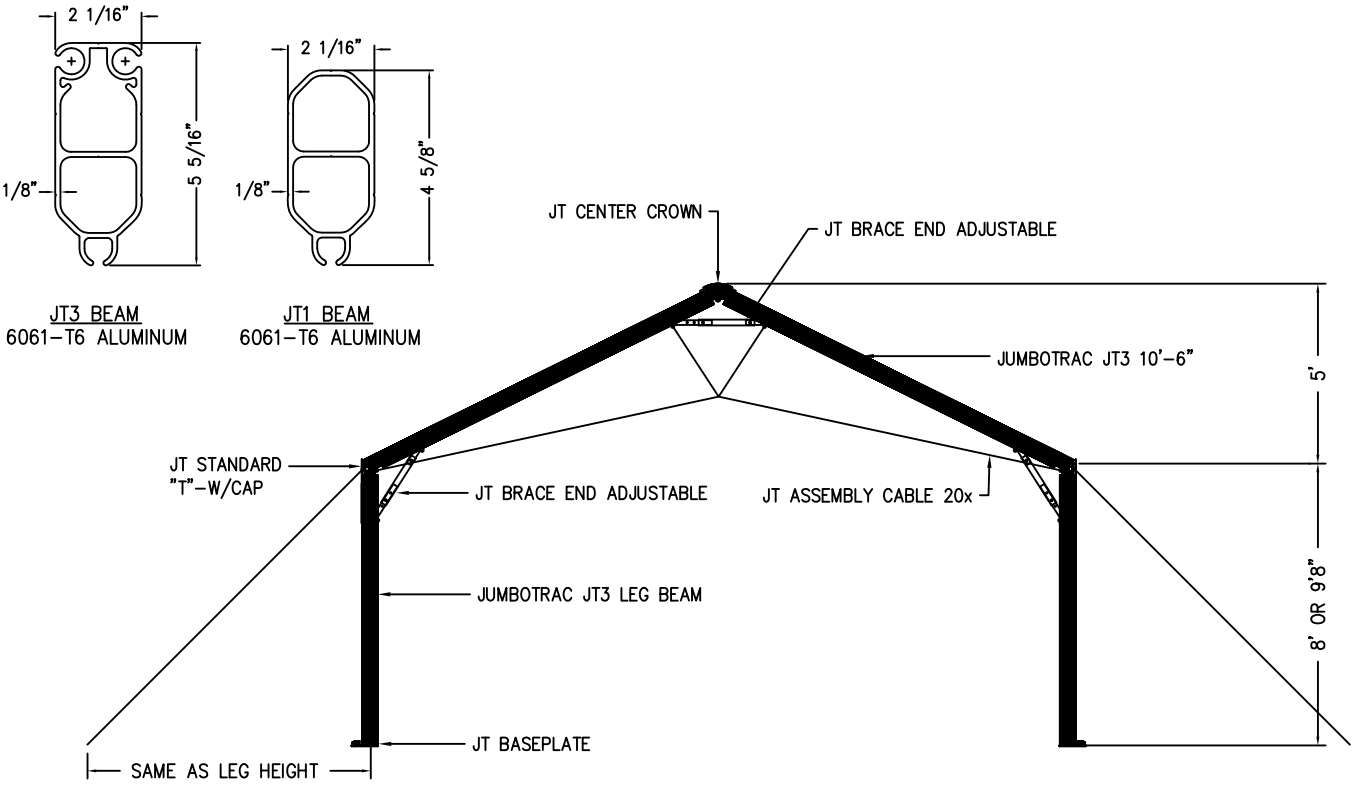 2 1/16"
2 1/16"
5 5/16"
4 5/8"
1/8"
1/8"
JT3 BEAM
6061-T6 ALUMINUM
JT1 BEAM
6061-T6 ALUMINUM
JT CENTER CROWN
JT BRACE END ADJUSTABLE
JUMBOTRAC JT3 10'-6"
5'
JT STANDARD
"T"-W/CAP
JT BRACE END ADJUSTABLE
JT ASSEMBLY CABLE 20x
JUMBOTRAC JT3 LEG BEAM
8' OR 9'8"
JT BASEPLATE
SAME AS LEG HEIGHT